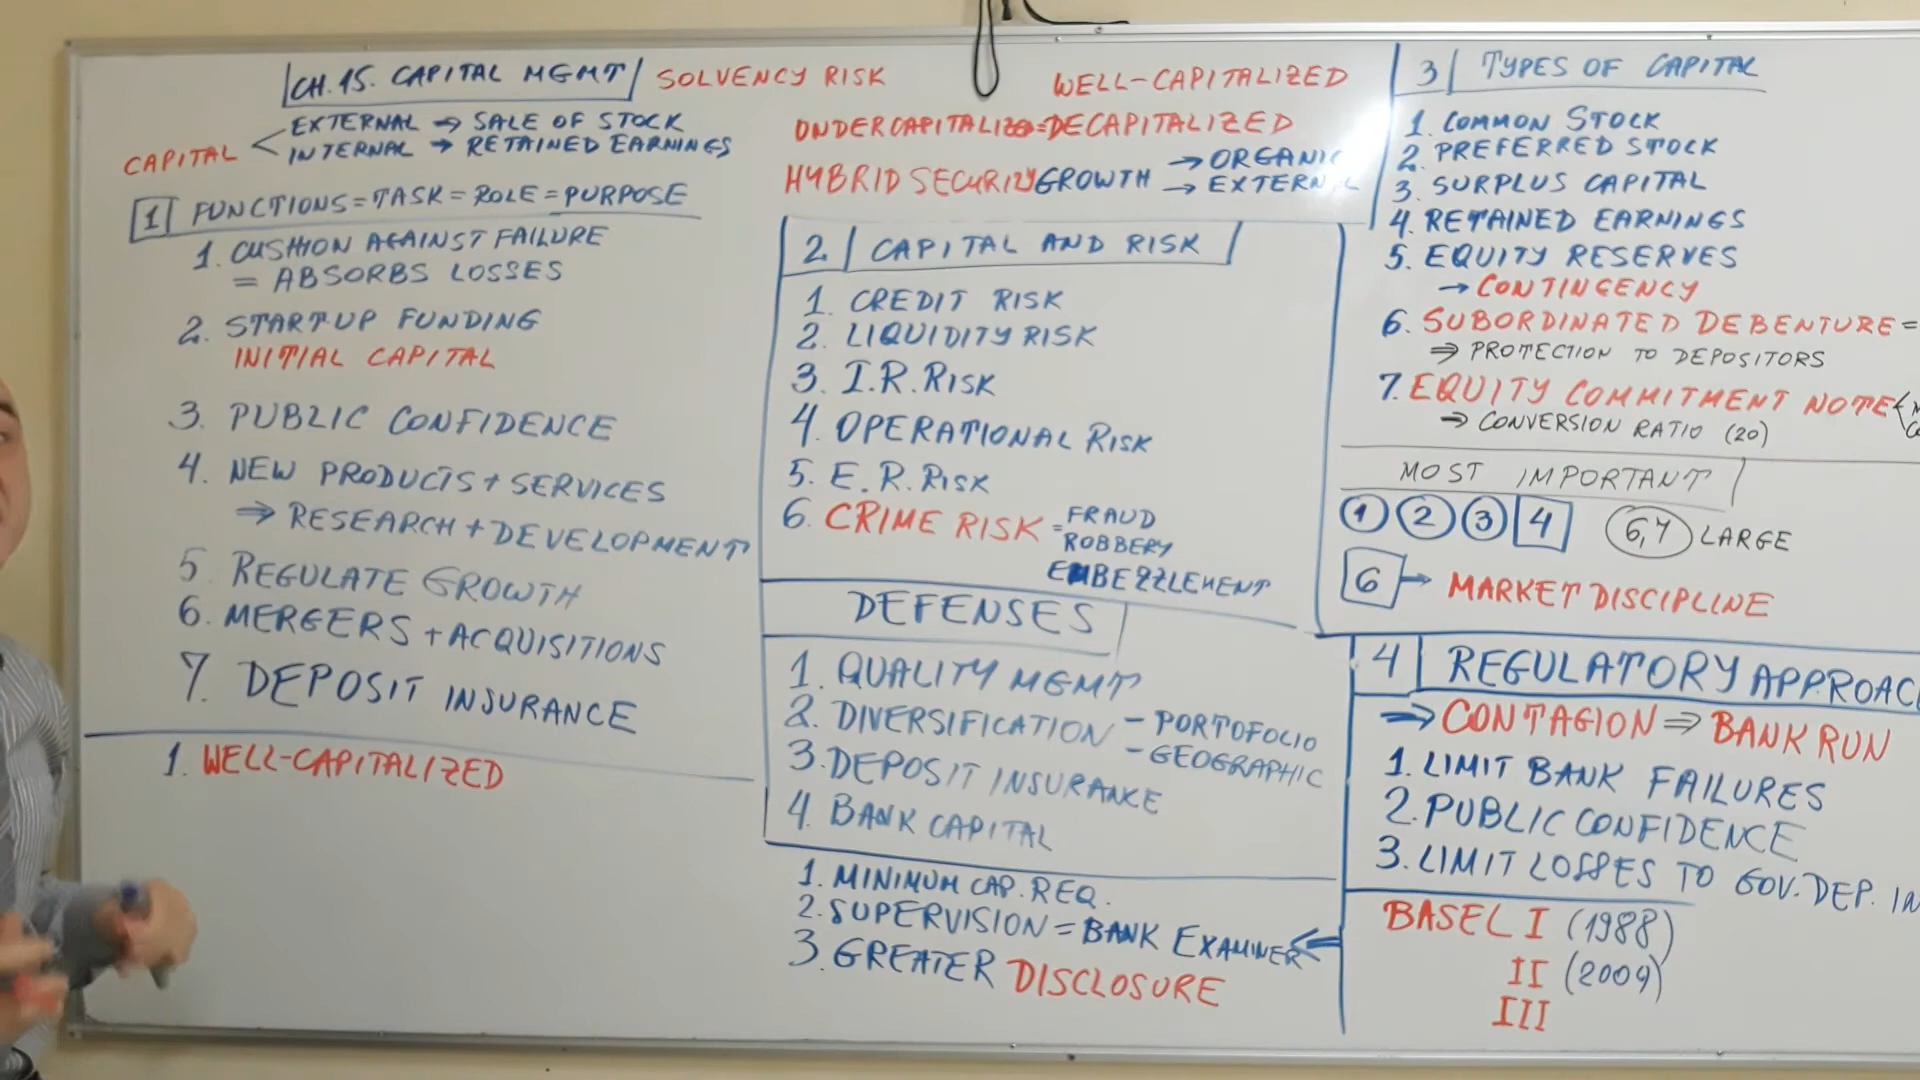 CH.15. CAPITAL MGMT
SOLVENCY RISK
WELL-CAPITALIZED
CAPITAL
EXTERNAL → SALE OF STOCK
INTERNAL → RETAINED EARNINGS
UNDERCAPITALIZED=DECAPITALIZED
HYBRID SECURITY
GROWTH → ORGANIC
→ EXTERNAL
1 FUNCTIONS=TASK=ROLE=PURPOSE
1. CUSHION AGAINST FAILURE
= ABSORBS LOSSES
2. START-UP FUNDING
INITIAL CAPITAL
3. PUBLIC CONFIDENCE
4. NEW PRODUCTS+SERVICES
⇒ RESEARCH+DEVELOPMENT
5 REGULATE GROWTH
6. MERGERS+ACQUISITIONS
7. DEPOSIT INSURANCE
1. WELL-CAPITALIZED
2. CAPITAL AND RISK
1. CREDIT RISK
2. LIQUIDITY RISK
3. I.R. RISK
4. OPERATIONAL RISK
5. E.R. RISK
6. CRIME RISK = FRAUD
ROBBERY
EMBEZZLEMENT
DEFENSES
1. QUALITY MGMT
2. DIVERSIFICATION - PORTOFOLIO
- GEOGRAPHIC
3. DEPOSIT INSURANCE
4. BANK CAPITAL
1. MINIMUM CAP. REQ.
2. SUPERVISION = BANK EXAMINER
3. GREATER DISCLOSURE
3 TYPES OF CAPITAL
1. COMMON STOCK
2. PREFERRED STOCK
3. SURPLUS CAPITAL
4. RETAINED EARNINGS
5. EQUITY RESERVES
→ CONTINGENCY
6. SUBORDINATED DEBENTURE =
⇒ PROTECTION TO DEPOSITORS
7. EQUITY COMMITMENT NOTE
⇒ CONVERSION RATIO (20)
MOST IMPORTANT
1 2 3 4 6,7 LARGE
6 → MARKET DISCIPLINE
4 REGULATORY APPROAC
⇒ CONTAGION ⇒ BANK RUN
1. LIMIT BANK FAILURES
2. PUBLIC CONFIDENCE
3. LIMIT LOSSES TO GOV. DEP. IN
BASEL I (1988)
II (2009)
III